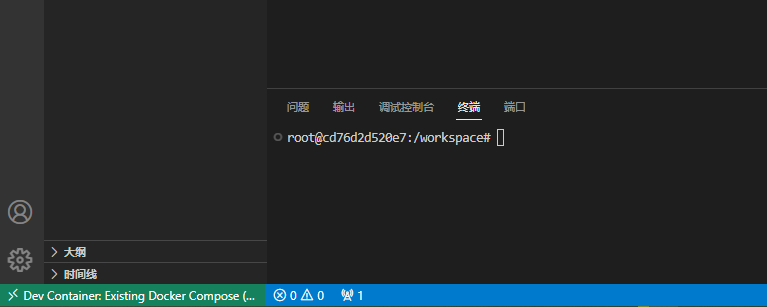 问题 输出 调试控制台 终端 端口
root@cd76d2d520e7:/workspace#
大纲
时间线
Dev Container: Existing Docker Compose (... 0 0 1